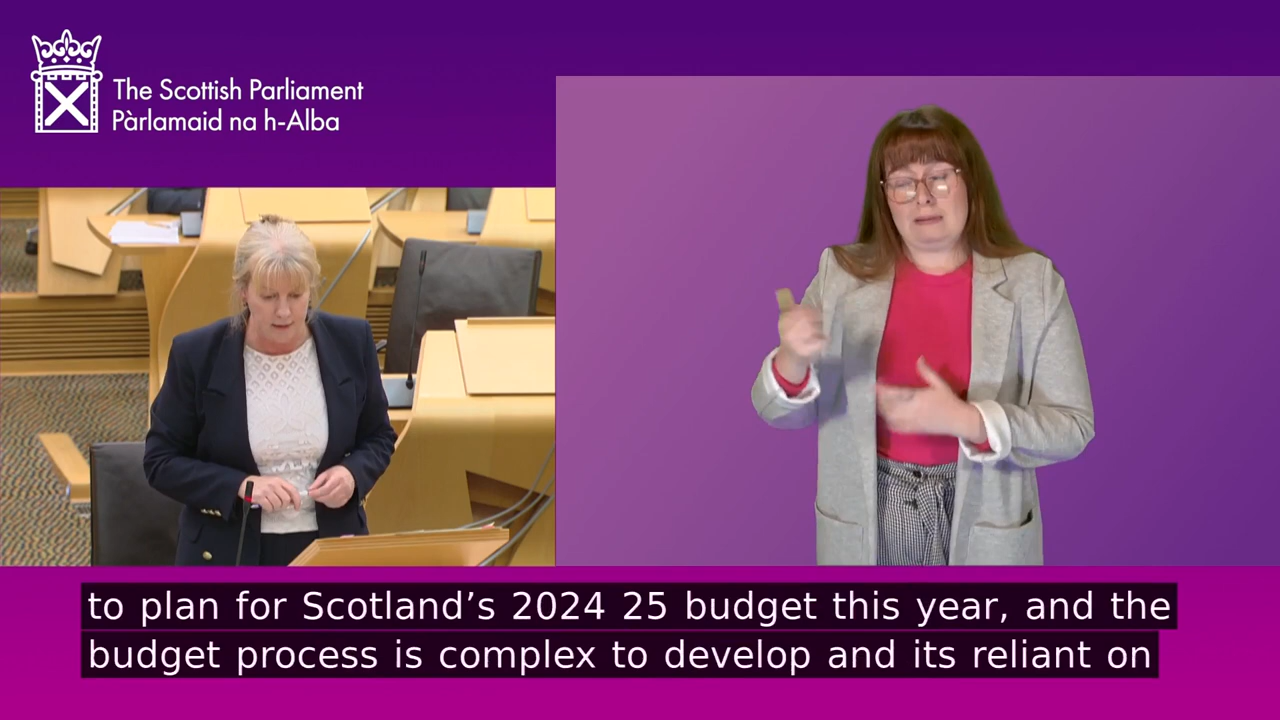 The Scottish Parliament
Pàrlamaid na h-Alba
to plan for Scotland’s 2024 25 budget this year, and the
budget process is complex to develop and its reliant on